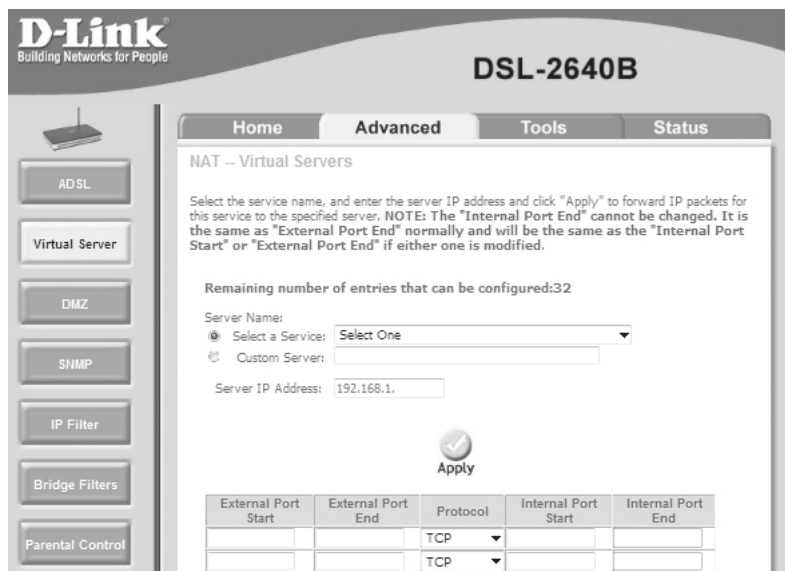 D-Link
Building Networks for People
DSL-2640B
Home Advanced Tools Status
ADSL
Virtual Server
DMZ
SNMP
IP Filter
Bridge Filters
Parental Control
NAT -- Virtual Servers
Select the service name, and enter the server IP address and click "Apply" to forward IP packets for
this service to the specified server. NOTE: The "Internal Port End" cannot be changed. It is
the same as "External Port End" normally and will be the same as the "Internal Port
Start" or "External Port End" if either one is modified.
Remaining number of entries that can be configured:32
Server Name:
Select a Service: Select One
Custom Server:
Server IP Address: 192.168.1.
Apply
External Port Start External Port End Protocol Internal Port Start Internal Port End
TCP
TCP